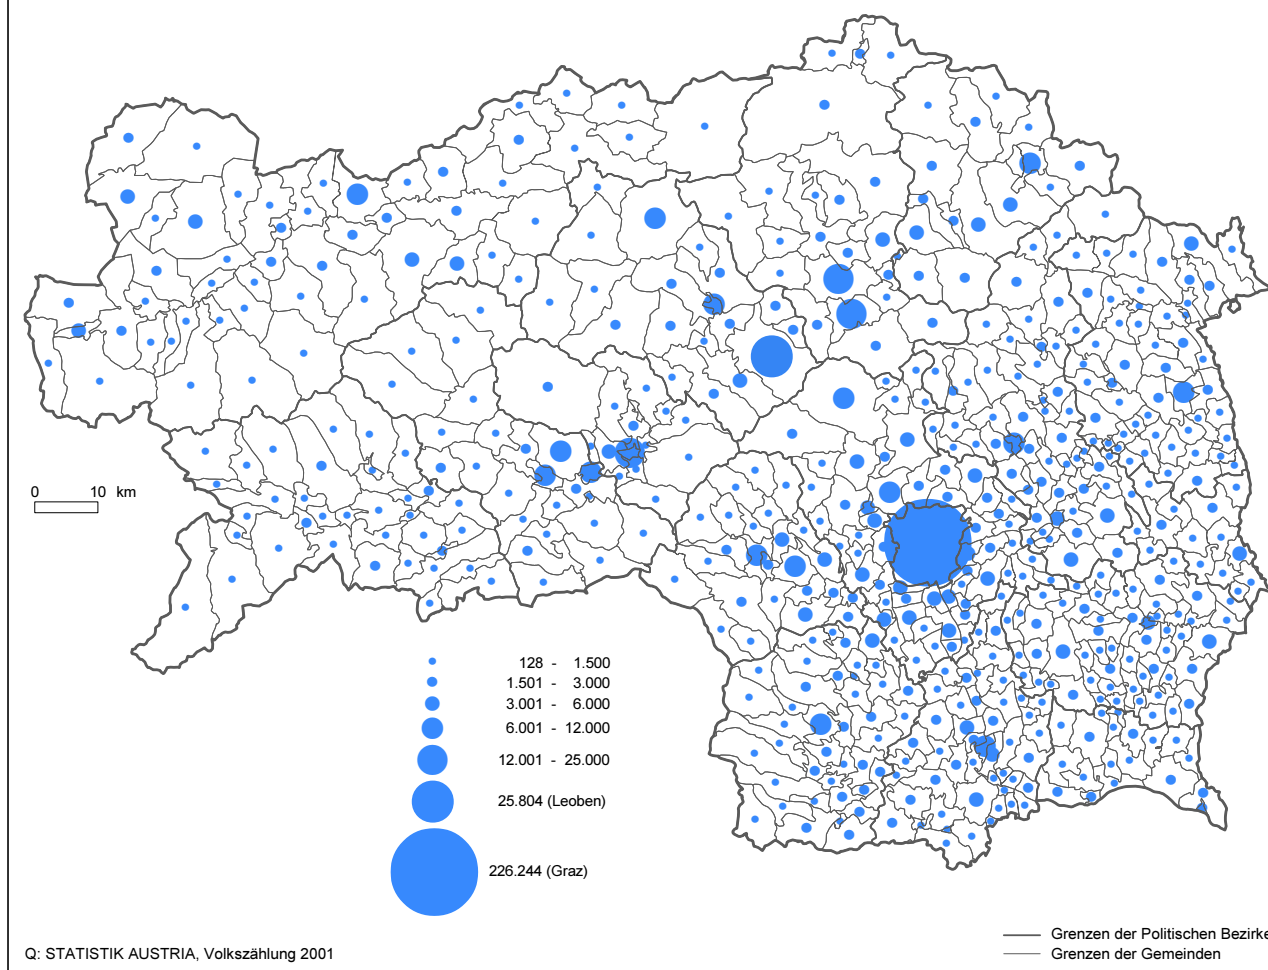 0 10 km
128 - 1.500
1.501 - 3.000
3.001 - 6.000
6.001 - 12.000
12.001 - 25.000
25.804 (Leoben)
226.244 (Graz)
Grenzen der Politischen Bezirke
Grenzen der Gemeinden
Q: STATISTIK AUSTRIA, Volkszählung 2001